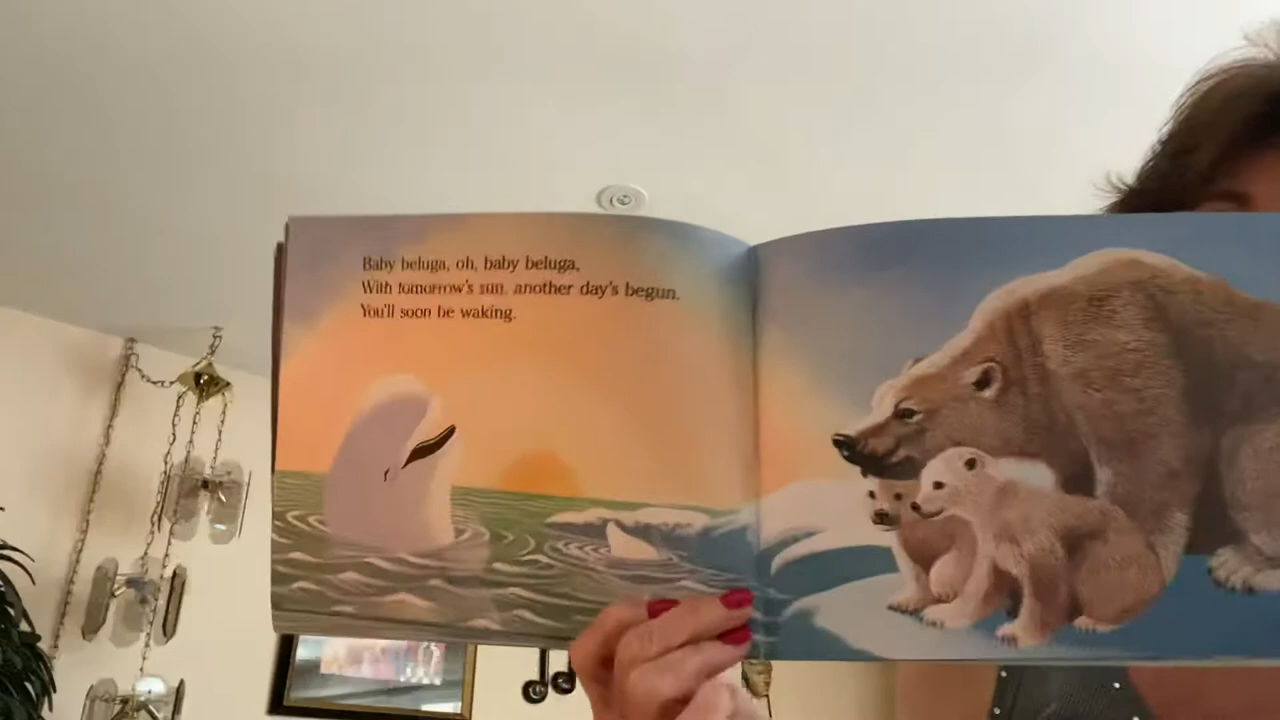 Baby beluga, oh, baby beluga,
With tomorrow's sun, another day's begun.
You'll soon be waking.